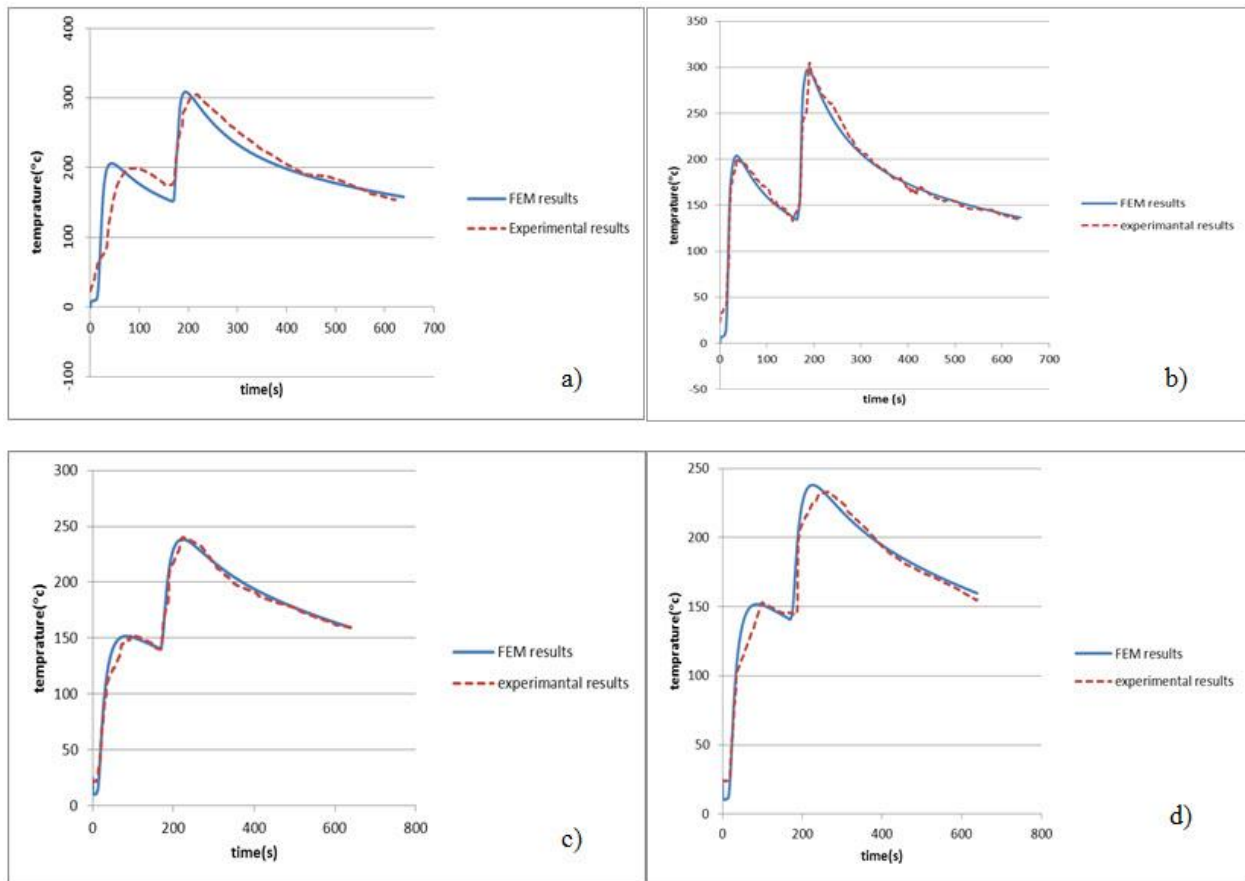 400
300
200
100
0
-100
temprature(°c)
0 100 200 300 400 500 600 700
time(s)
FEM results
Experimental results
a)
350
300
250
200
150
100
50
0
-50
temprature(°c)
0 100 200 300 400 500 600 700
time (s)
FEM results
experimantal results
b)
300
250
200
150
100
50
0
temprature(°c)
0 200 400 600 800
time(s)
FEM results
experimantal results
c)
250
200
150
100
50
0
temprature(°c)
0 200 400 600 800
time(s)
FEM results
experimental results
d)